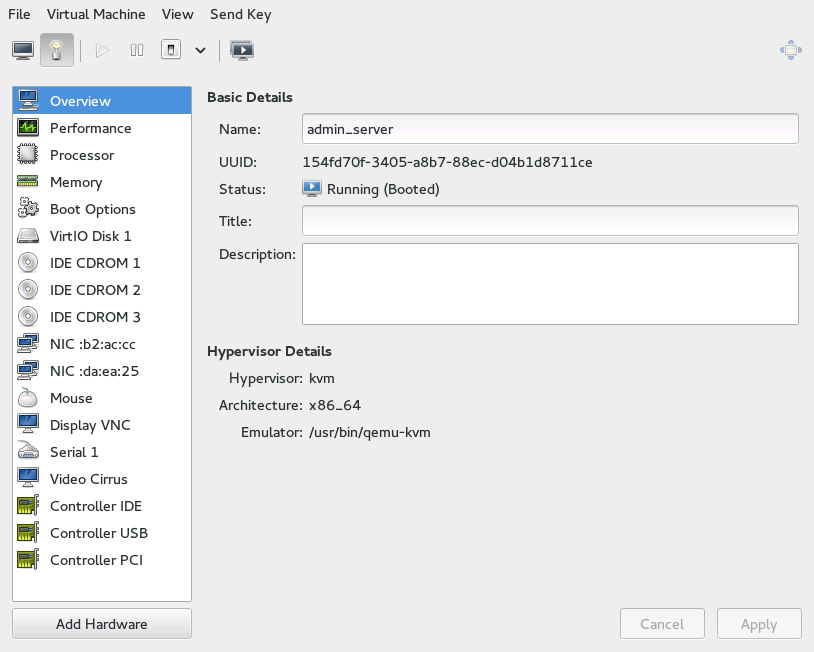 File Virtual Machine View Send Key
Overview
Performance
Processor
Memory
Boot Options
VirtIO Disk 1
IDE CDROM 1
IDE CDROM 2
IDE CDROM 3
NIC :b2:ac:cc
NIC :da:ea:25
Mouse
Display VNC
Serial 1
Video Cirrus
Controller IDE
Controller USB
Controller PCI
Add Hardware
Basic Details
Name: admin_server
UUID: 154fd70f-3405-a8b7-88ec-d04b1d8711ce
Status: Running (Booted)
Title:
Description:
Hypervisor Details
Hypervisor: kvm
Architecture: x86_64
Emulator: /usr/bin/qemu-kvm
Cancel Apply